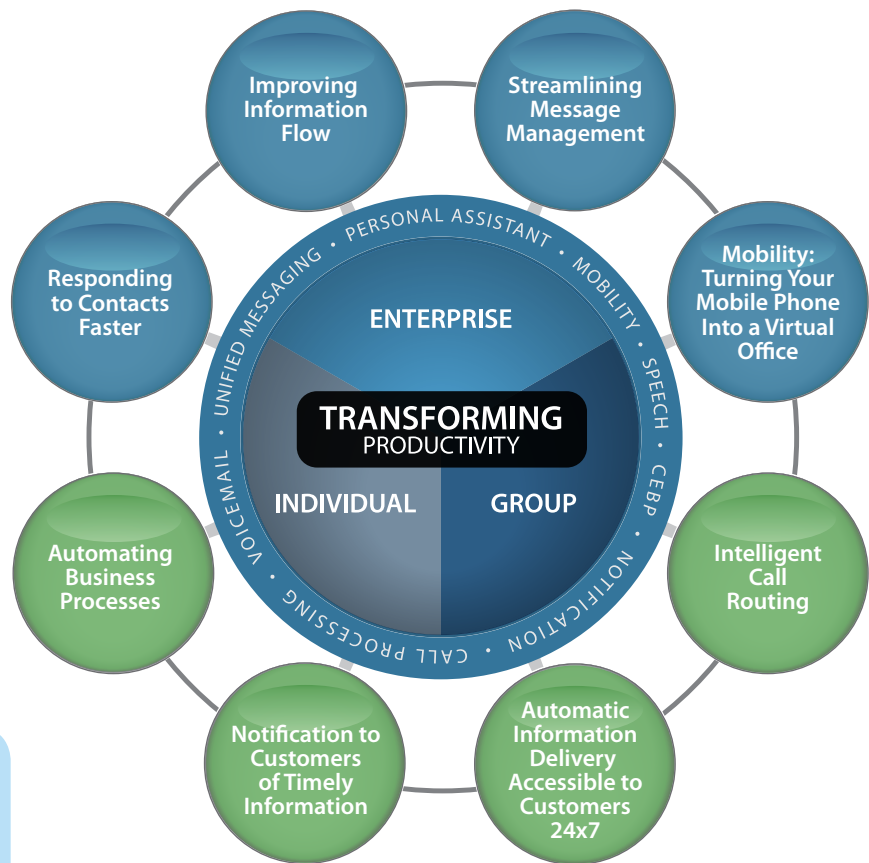 Improving
Information
Flow
Streamlining
Message
Management
Responding
to Contacts
Faster
Mobility:
Turning Your
Mobile Phone
Into a Virtual
Office
UNIFIED MESSAGING • PERSONAL ASSISTANT • MOBILITY • SPEECH • CEBP • NOTIFICATION • CALL PROCESSING • VOICEMAIL •
ENTERPRISE
TRANSFORMING
PRODUCTIVITY
INDIVIDUAL
GROUP
Automating
Business
Processes
Intelligent
Call
Routing
Notification to
Customers
of Timely
Information
Automatic
Information
Delivery
Accessible to
Customers
24x7